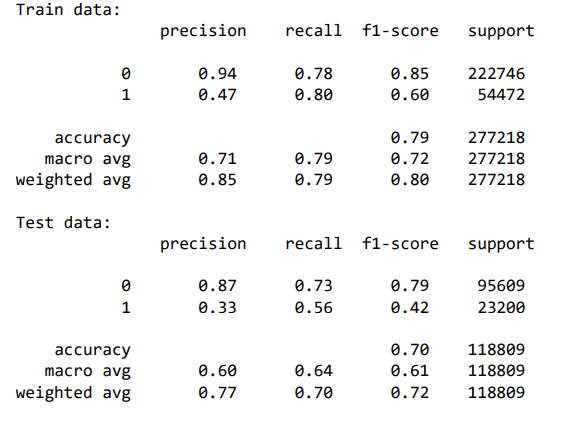 Train data:
precision recall f1-score support
0 0.94 0.78 0.85 222746
1 0.47 0.80 0.60 54472
accuracy 0.79 277218
macro avg 0.71 0.79 0.72 277218
weighted avg 0.85 0.79 0.80 277218
Test data:
precision recall f1-score support
0 0.87 0.73 0.79 95609
1 0.33 0.56 0.42 23200
accuracy 0.70 118809
macro avg 0.60 0.64 0.61 118809
weighted avg 0.77 0.70 0.72 118809